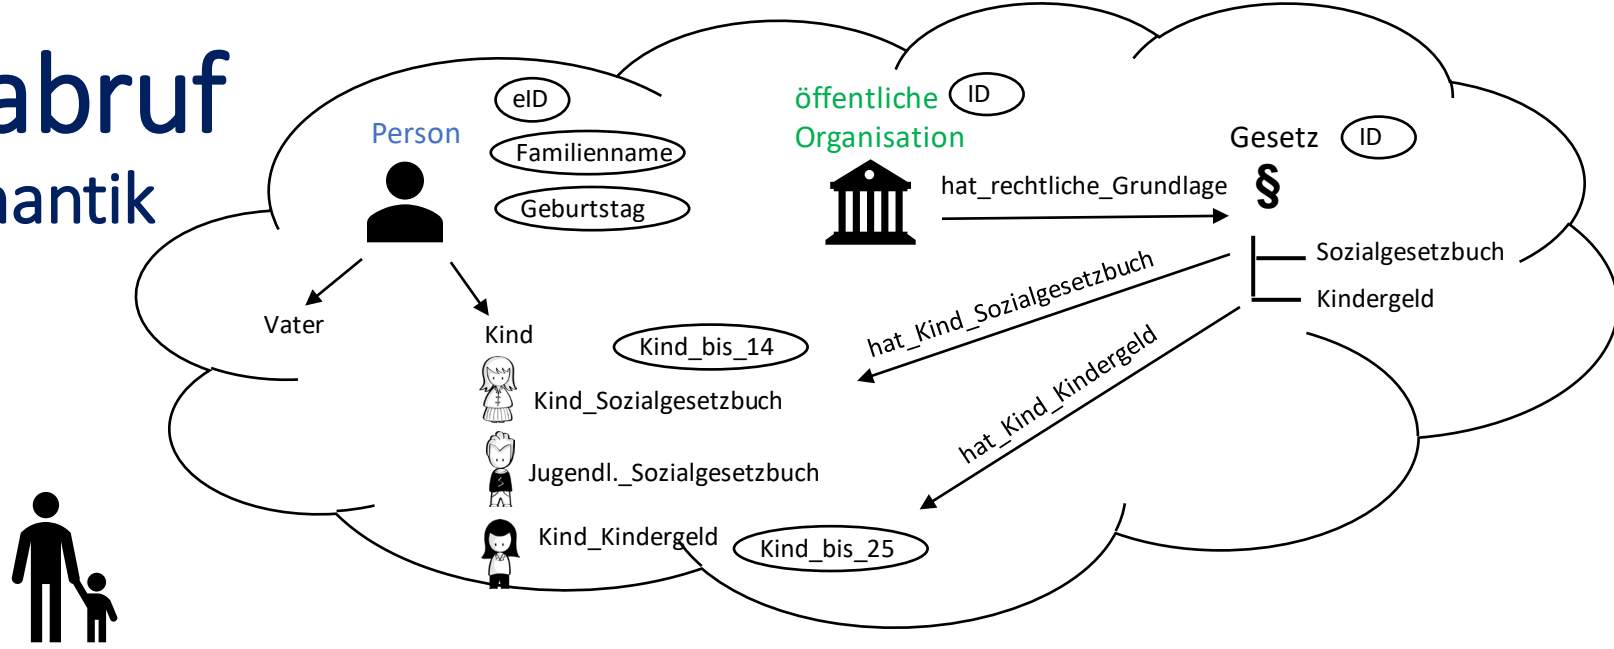 abruf
nantik
eID
Person
Familienname
Geburtstag
öffentliche
Organisation
ID
Gesetz
ID
hat_rechtliche_Grundlage
§
Sozialgesetzbuch
Kindergeld
hat_Kind_Sozialgesetzbuch
hat_Kind_Kindergeld
Vater
Kind
Kind_bis_14
Kind_Sozialgesetzbuch
Jugendl._Sozialgesetzbuch
Kind_Kindergeld
Kind_bis_25